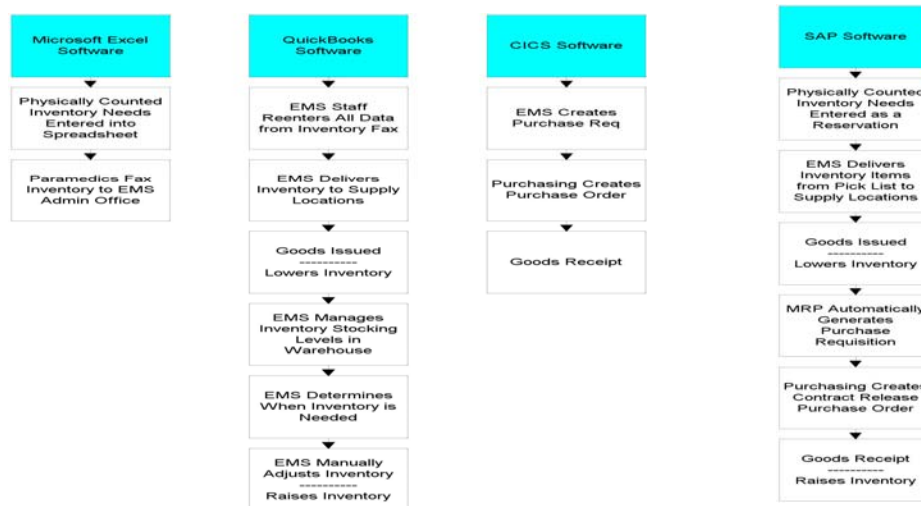 Microsoft Excel
Software
Physically Counted
Inventory Needs
Entered into
Spreadsheet
Paramedics Fax
Inventory to EMS
Admin Office
QuickBooks
Software
EMS Staff
Reenters All Data
from Inventory Fax
EMS Delivers
Inventory to Supply
Locations
Goods Issued
----------
Lowers Inventory
EMS Manages
Inventory Stocking
Levels in
Warehouse
EMS Determines
When Inventory is
Needed
EMS Manually
Adjusts Inventory
----------
Raises Inventory
CICS Software
EMS Creates
Purchase Req
Purchasing Creates
Purchase Order
Goods Receipt
SAP Software
Physically Counted
Inventory Needs
Entered as a
Reservation
EMS Delivers
Inventory Items
from Pick List to
Supply Locations
Goods Issued
----------
Lowers Inventory
MRP Automatically
Generates
Purchase
Requisition
Purchasing Creates
Contract Release
Purchase Order
Goods Receipt
----------
Raises Inventory